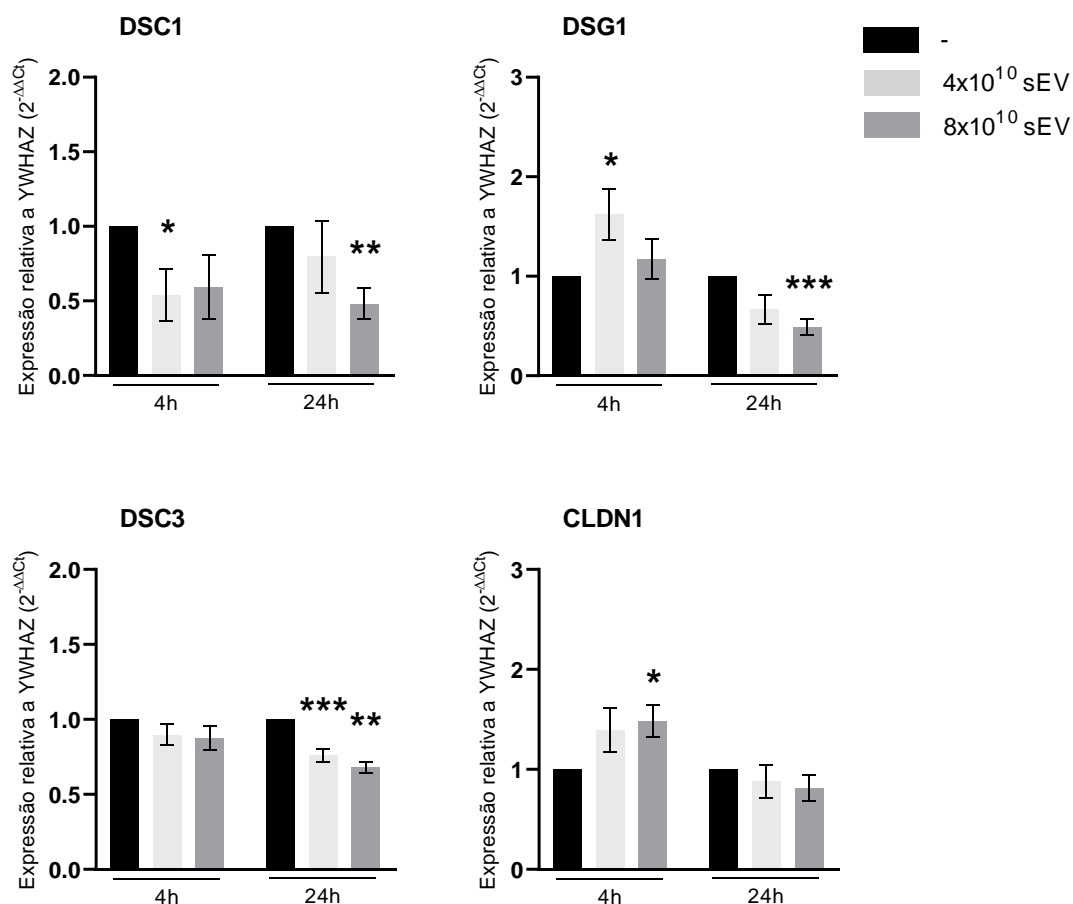 DSC1
Expressão relativa a YWHAZ (2-ΔΔCt)
2.0
1.5
1.0
0.5
0.0
*
**
4h
24h
DSG1
Expressão relativa a YWHAZ (2-ΔΔCt)
3
2
1
0
*
***
4h
24h
-
4x10^10 sEV
8x10^10 sEV
DSC3
Expressão relativa a YWHAZ (2-ΔΔCt)
2.0
1.5
1.0
0.5
0.0
***
**
4h
24h
CLDN1
Expressão relativa a YWHAZ (2-ΔΔCt)
3
2
1
0
*
4h
24h